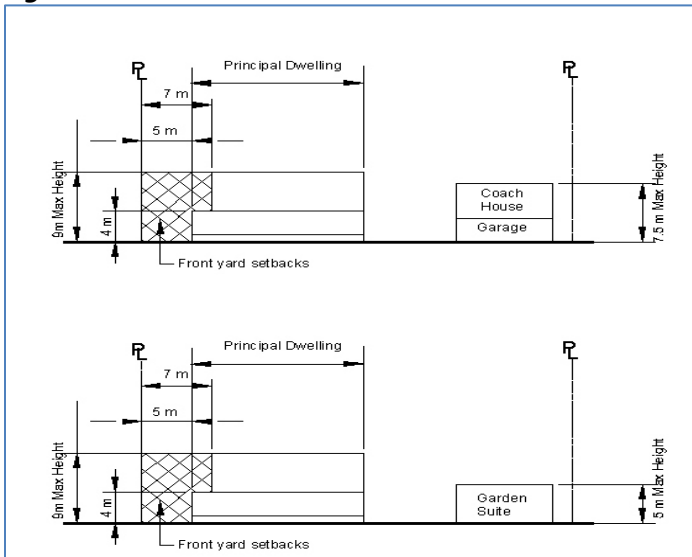 Principal Dwelling
PL
PL
7 m
5 m
9m Max Height
4 m
Coach
House
Garage
7.5 m Max Height
Front yard setbacks
Principal Dwelling
PL
PL
7 m
5 m
9m Max Height
4 m
Garden
Suite
5 m Max Height
Front yard setbacks